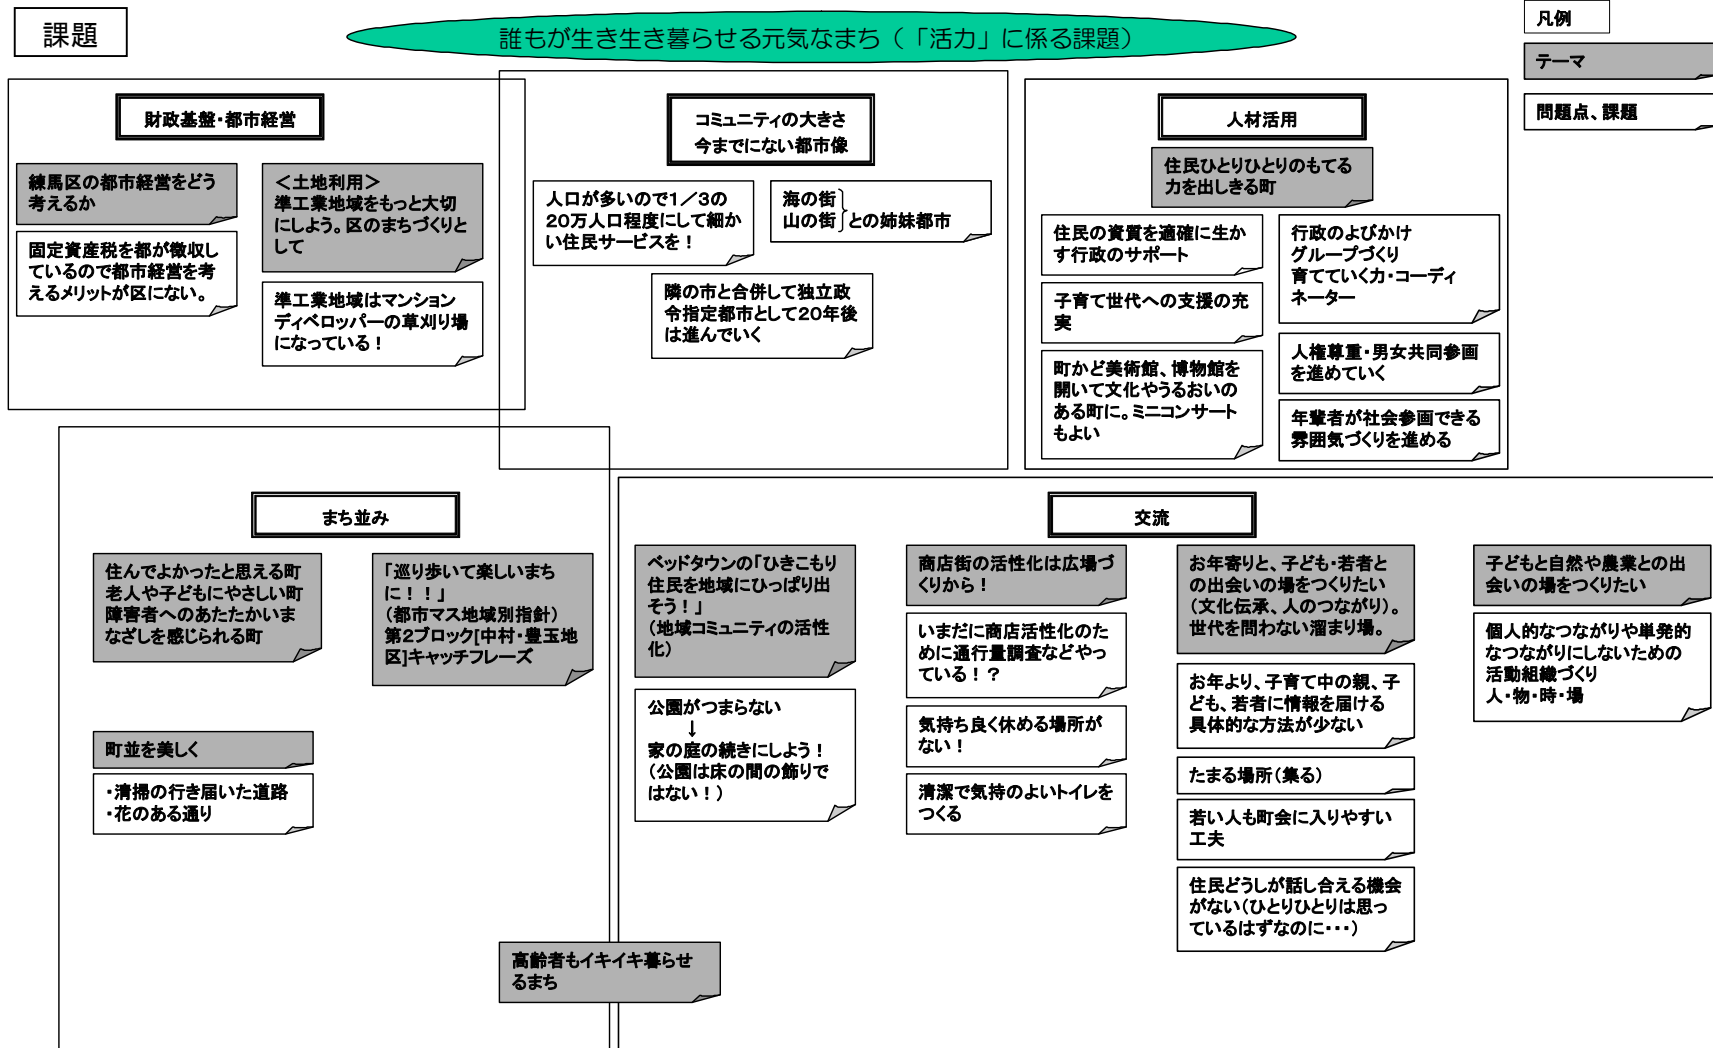 課題
誰もが生き生き暮らせる元気なまち（「活力」に係る課題）
凡例
テーマ
問題点、課題
財政基盤・都市経営
練馬区の都市経営をどう
考えるか
固定資産税を都が徴収し
ているので都市経営を考
えるメリットが区にない。
＜土地利用＞
準工業地域をもっと大切
にしよう。区のまちづくりと
して
準工業地域はマンション
ディベロッパーの草刈り場
になっている！
コミュニティの大きさ
今までにない都市像
人口が多いので１／３の
２０万人口程度にして細か
い住民サービスを！
海の街
山の街
との姉妹都市
隣の市と合併して独立政
令指定都市として２０年後
は進んでいく
人材活用
住民ひとりひとりのもてる
力を出しきる町
住民の資質を適確に生か
す行政のサポート
子育て世代への支援の充
実
町かど美術館、博物館を
開いて文化やうるおいの
ある町に。ミニコンサート
もよい
行政のよびかけ
グループづくり
育てていく力・コーディ
ネーター
人権尊重・男女共同参画
を進めていく
年輩者が社会参画できる
雰囲気づくりを進める
まち並み
住んでよかったと思える町
老人や子どもにやさしい町
障害者へのあたたかいま
なざしを感じられる町
「巡り歩いて楽しいまち
に！！」
（都市マス地域別指針）
第２ブロック[中村・豊玉地
区]キャッチフレーズ
町並を美しく
・清掃の行き届いた道路
・花のある通り
高齢者もイキイキ暮らせ
るまち
交流
ベッドタウンの「ひきこもり
住民を地域にひっぱり出
そう！」
（地域コミュニティの活性
化）
公園がつまらない
↓
家の庭の続きにしよう！
（公園は床の間の飾りで
はない！）
商店街の活性化は広場づ
くりから！
いまだに商店活性化のた
めに通行量調査などやっ
ている！？
気持ち良く休める場所が
ない！
清潔で気持のよいトイレを
つくる
お年寄りと、子ども・若者と
の出会いの場をつくりたい
（文化伝承、人のつながり）。
世代を問わない溜まり場。
お年より、子育て中の親、子
ども、若者に情報を届ける
具体的な方法が少ない
たまる場所（集る）
若い人も町会に入りやすい
工夫
住民どうしが話し合える機会
がない（ひとりひとりは思っ
ているはずなのに・・・）
子どもと自然や農業との出
会いの場をつくりたい
個人的なつながりや単発的
なつながりにしないための
活動組織づくり
人・物・時・場